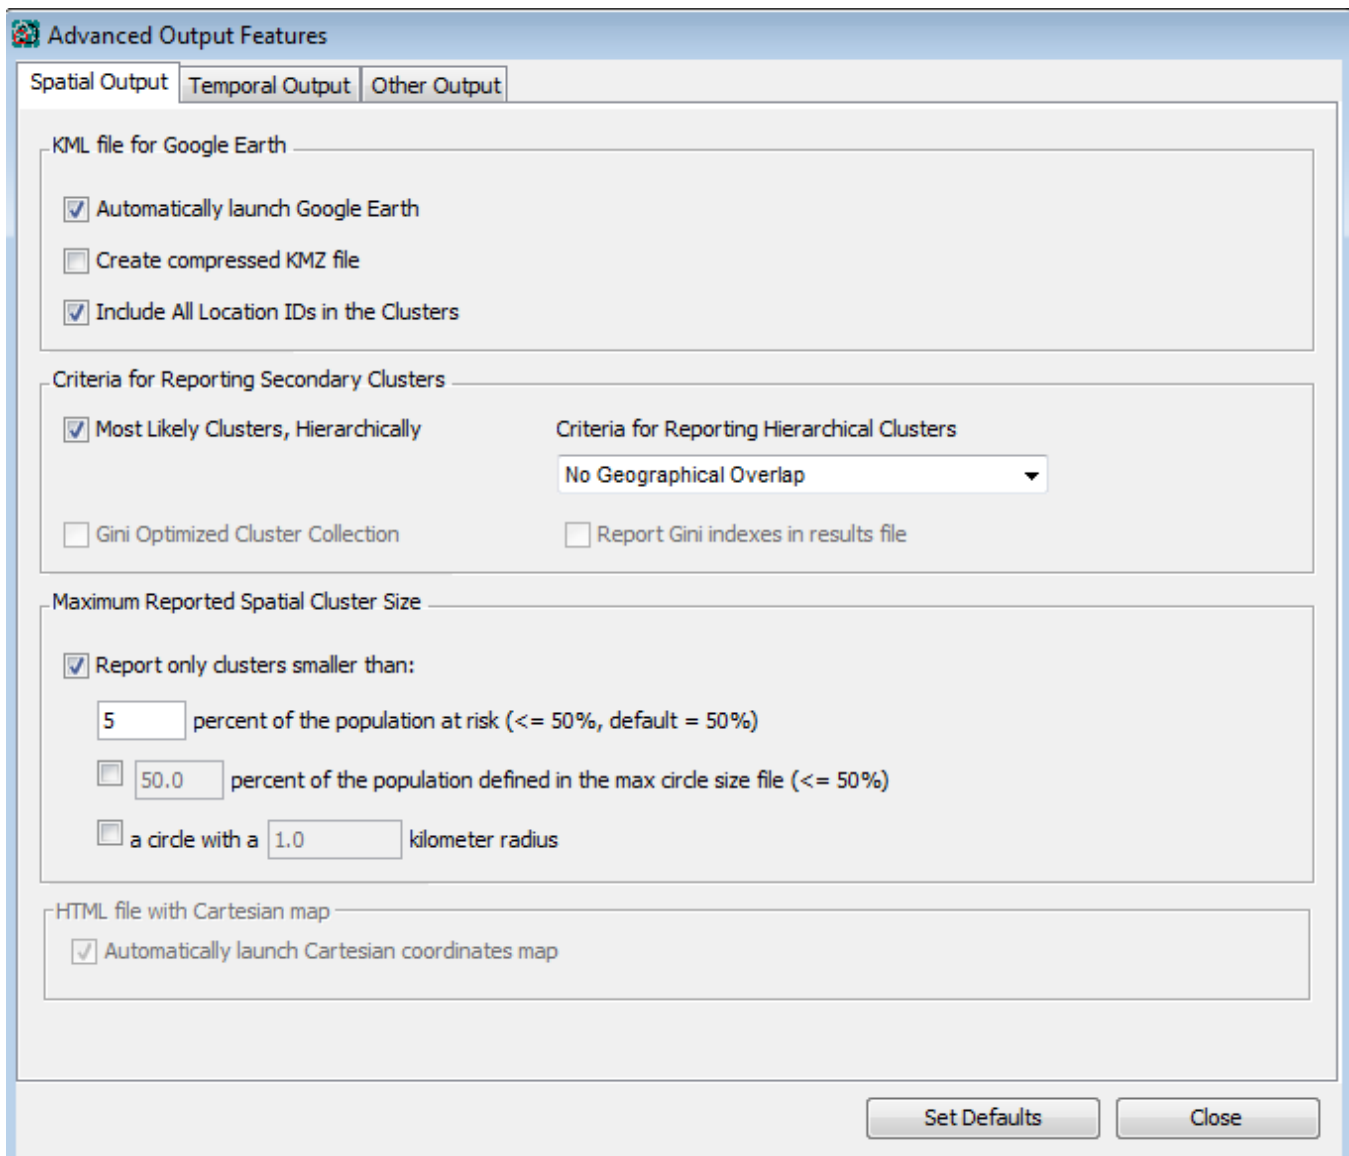 Advanced Output Features
Spatial Output Temporal Output Other Output
KML file for Google Earth
Automatically launch Google Earth
Create compressed KMZ file
Include All Location IDs in the Clusters
Criteria for Reporting Secondary Clusters
Most Likely Clusters, Hierarchically Criteria for Reporting Hierarchical Clusters
No Geographical Overlap
Gini Optimized Cluster Collection Report Gini indexes in results file
Maximum Reported Spatial Cluster Size
Report only clusters smaller than:
5 percent of the population at risk (<= 50%, default = 50%)
50.0 percent of the population defined in the max circle size file (<= 50%)
a circle with a 1.0 kilometer radius
HTML file with Cartesian map
Automatically launch Cartesian coordinates map
Set Defaults Close